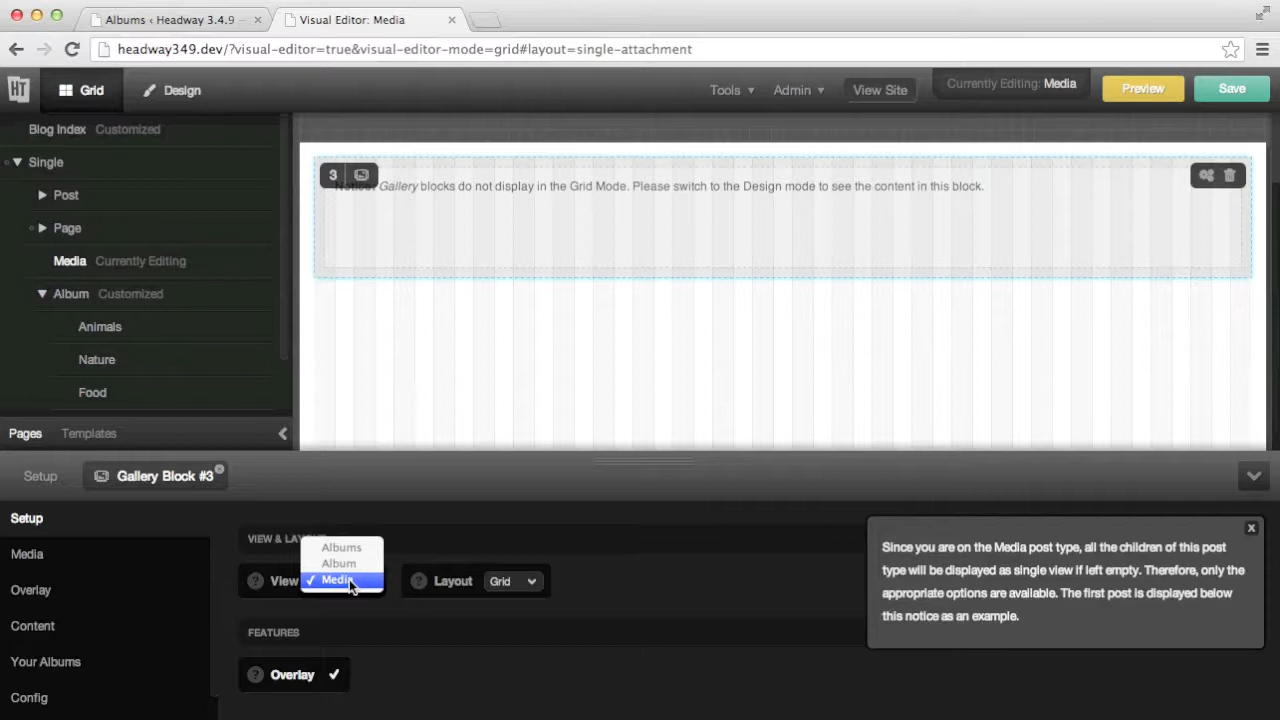 Albums ‹ Headway 3.4.9 –
Visual Editor: Media
headway349.dev/?visual-editor=true&visual-editor-mode=grid#layout=single-attachment
HT
Grid
Design
Tools
Admin
View Site
Currently Editing: Media
Preview
Save
Blog Index Customized
Single
Post
Page
Media Currently Editing
Album Customized
Animals
Nature
Food
Pages
Templates
3
Notice: Gallery blocks do not display in the Grid Mode. Please switch to the Design mode to see the content in this block.
Setup
Gallery Block #3
Setup
Media
Overlay
Content
Your Albums
Config
VIEW & LAYOUT
View
Albums
Album
Media
? Layout Grid
FEATURES
? Overlay
Since you are on the Media post type, all the children of this post
type will be displayed as single view if left empty. Therefore, only the
appropriate options are available. The first post is displayed below
this notice as an example.